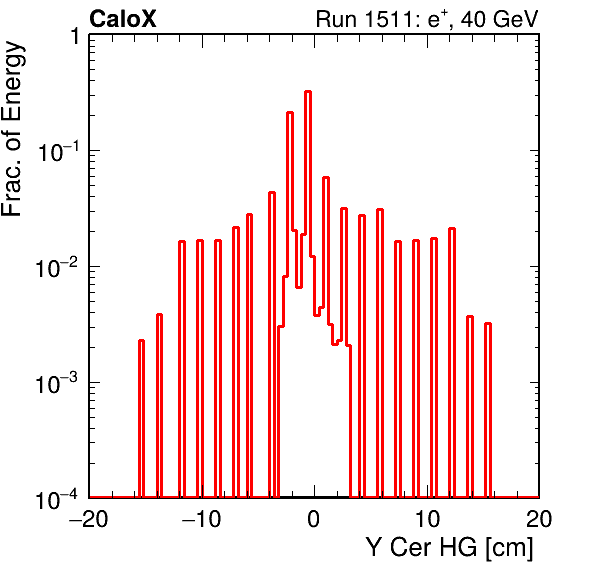 CaloX Run 1511: e⁺, 40 GeV
Frac. of Energy
1
10⁻¹
10⁻²
10⁻³
10⁻⁴
−20 −10 0 10 20
Y Cer HG [cm]